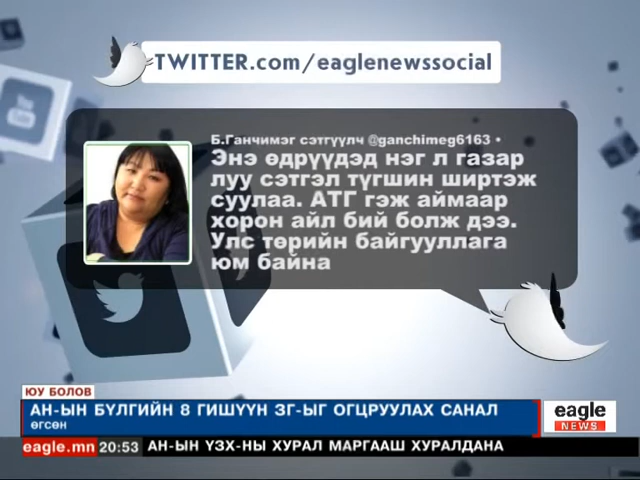 TWITTER.com/eaglenewssocial
Б.Ганчимэг сэтгүүлч @ganchimeg6163 •
Энэ өдрүүдэд нэг л газар
луу сэтгэл түгшин ширтэж
суулаа. АТГ гэж аймаар
хорон айл бий болж дээ.
Улс төрийн байгууллага
юм байна
ЮУ БОЛОВ
АН-ЫН БҮЛГИЙН 8 ГИШҮҮН ЗГ-ЫГ ОГЦРУУЛАХ САНАЛ
ӨГСӨН
eagle
NEWS
eagle.mn 20:53 АН-ЫН ҮЗХ-НЫ ХУРАЛ МАРГААШ ХУРАЛДАНА